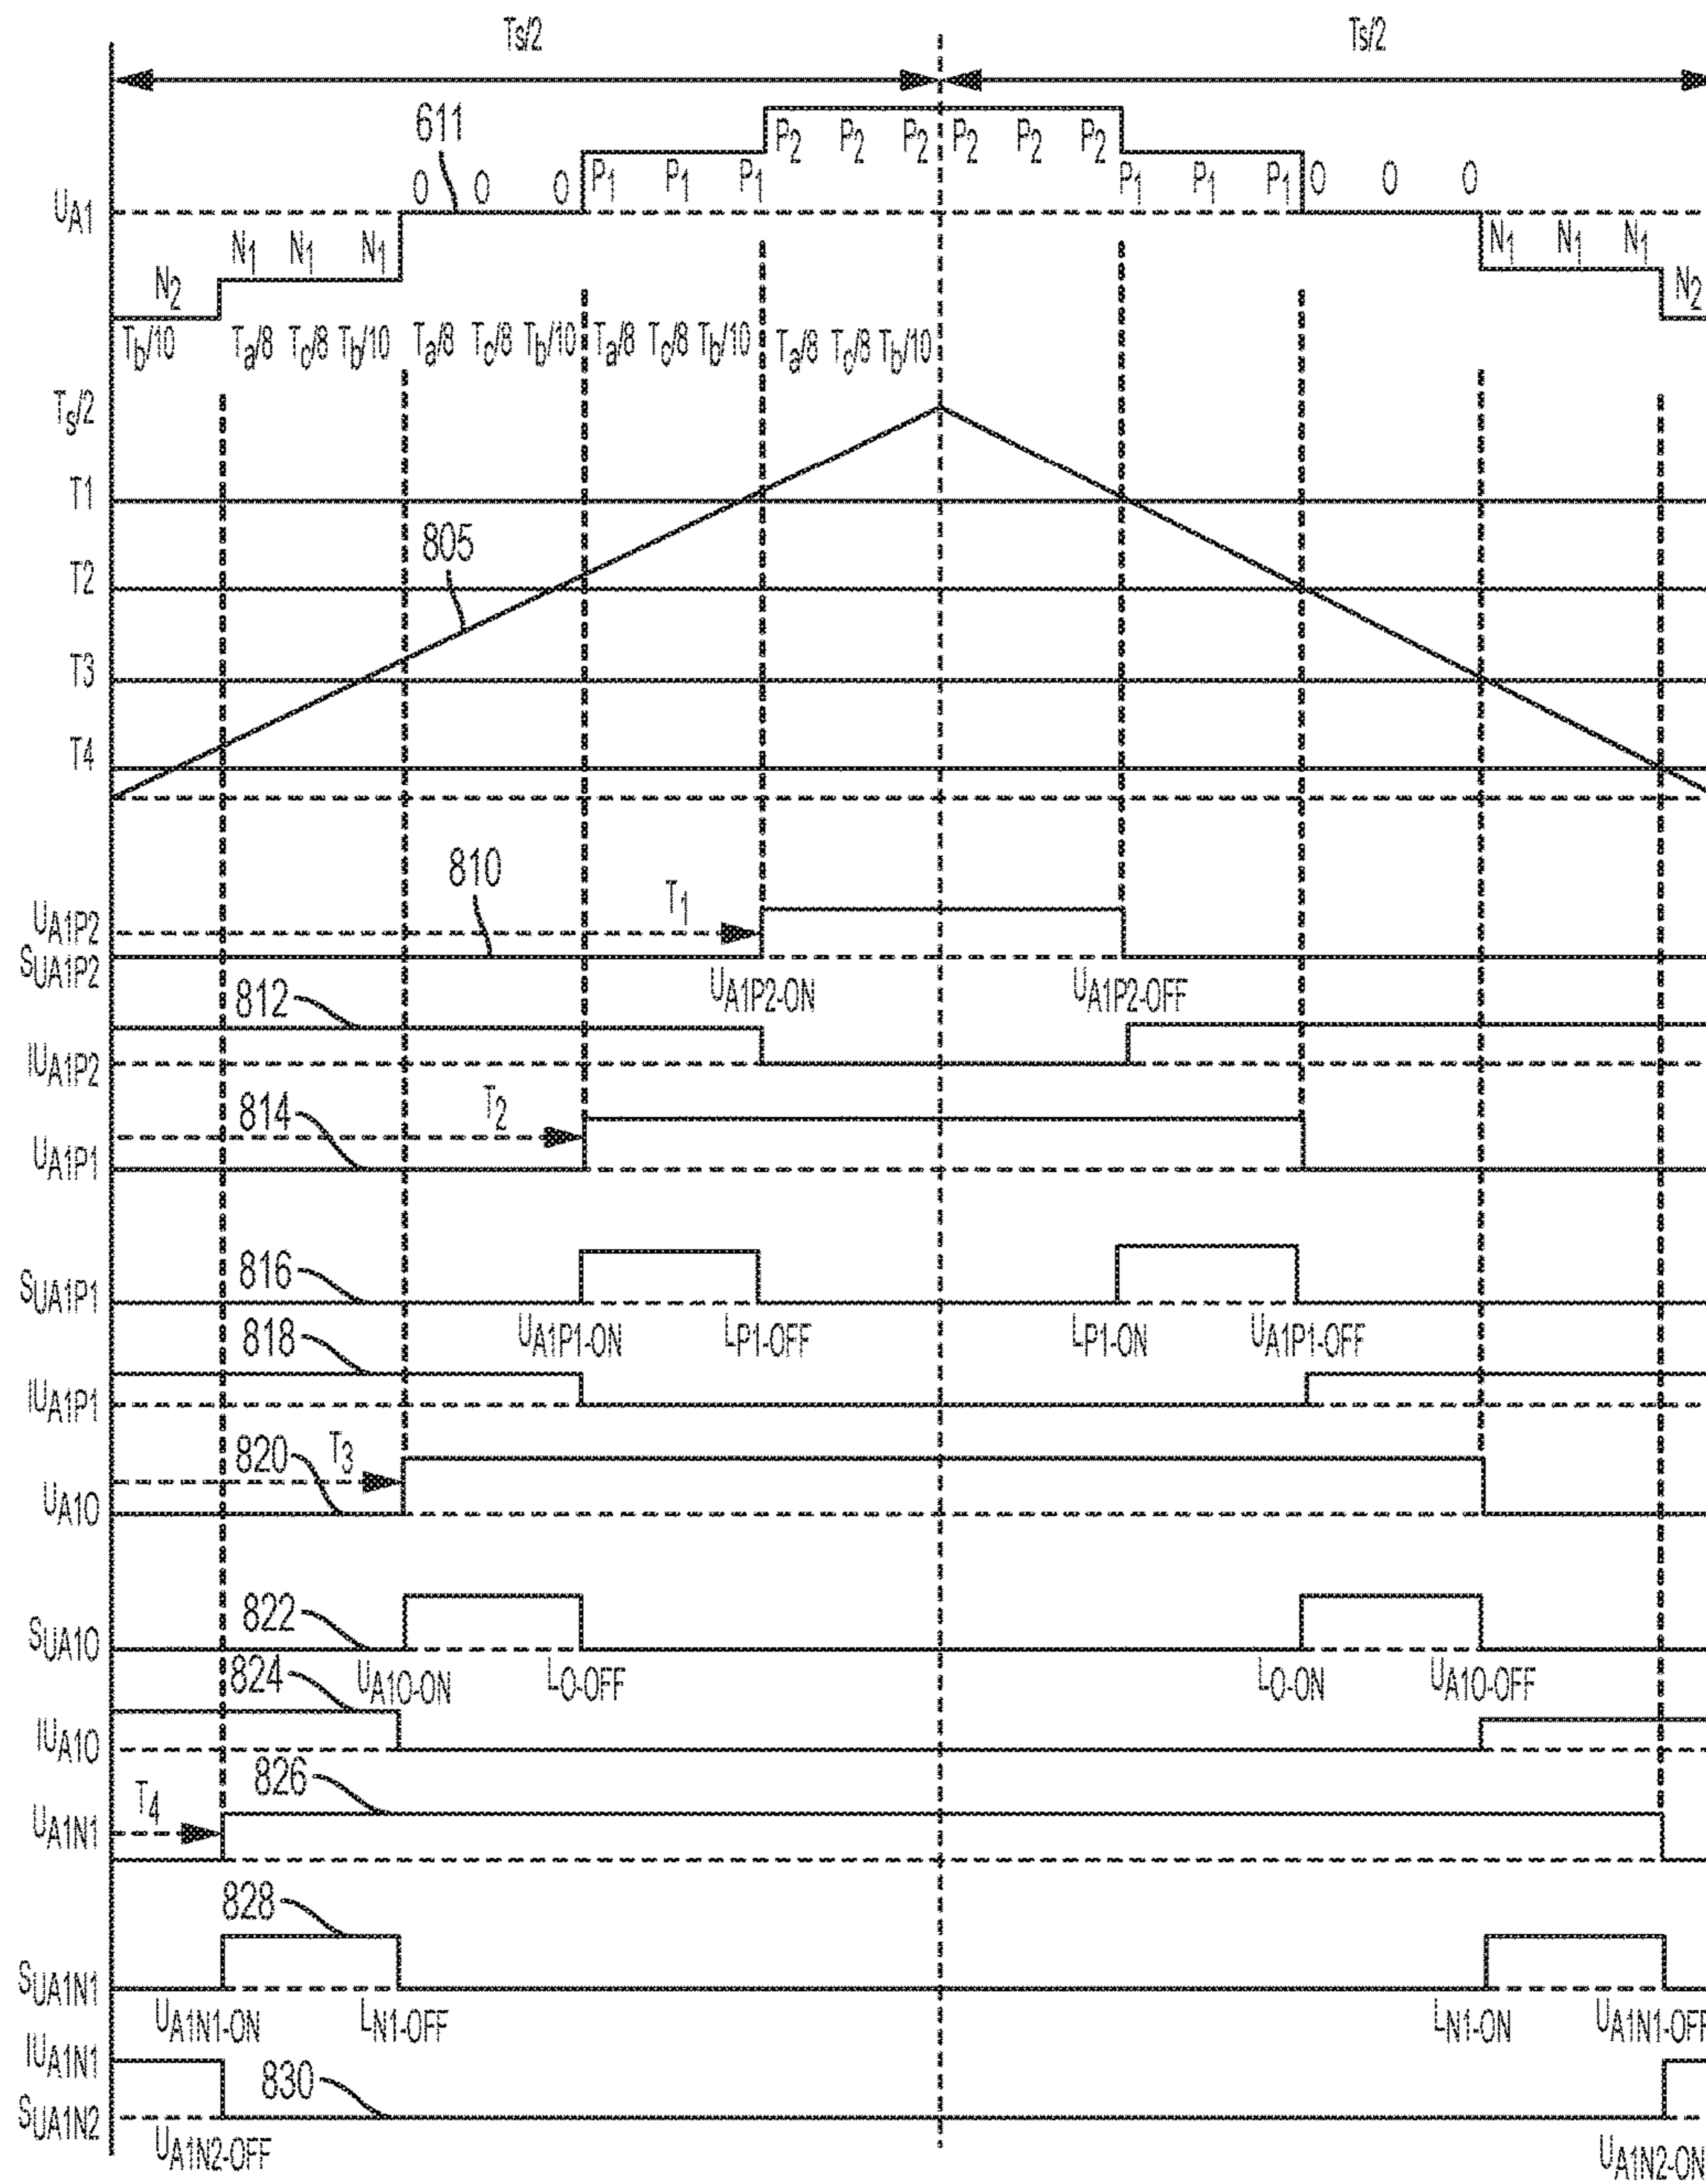 Ts/2 Ts/2
611
P2 P2 P2 P2 P2 P2
O O O P1 P1 P1 P1 P1 P1 O O O
UA1
N1 N1 N1 N1 N1 N1
N2 N2
Tb/10 Ta/8 Tc/8 Tb/10 Ta/8 Tc/8 Tb/10 Ta/8 Tc/8 Tb/10 Ta/8 Tc/8 Tb/10
Ts/2
T1
805
T2
T3
T4
810
T1
UA1P2
SUA1P2
UA1P2-ON UA1P2-OFF
812
IUA1P2
814 T2
UA1P1
816
SUA1P1
UA1P1-ON LP1-OFF LP1-ON UA1P1-OFF
818
IUA1P1
820 T3
UA1O
822
SUA1O
UA1O-ON LO-OFF LO-ON UA1O-OFF
824
IUA1O
826
T4
UA1N1
828
SUA1N1
UA1N1-ON LN1-OFF LN1-ON UA1N1-OFF
IUA1N1
830
SUA1N2
UA1N2-OFF UA1N2-ON